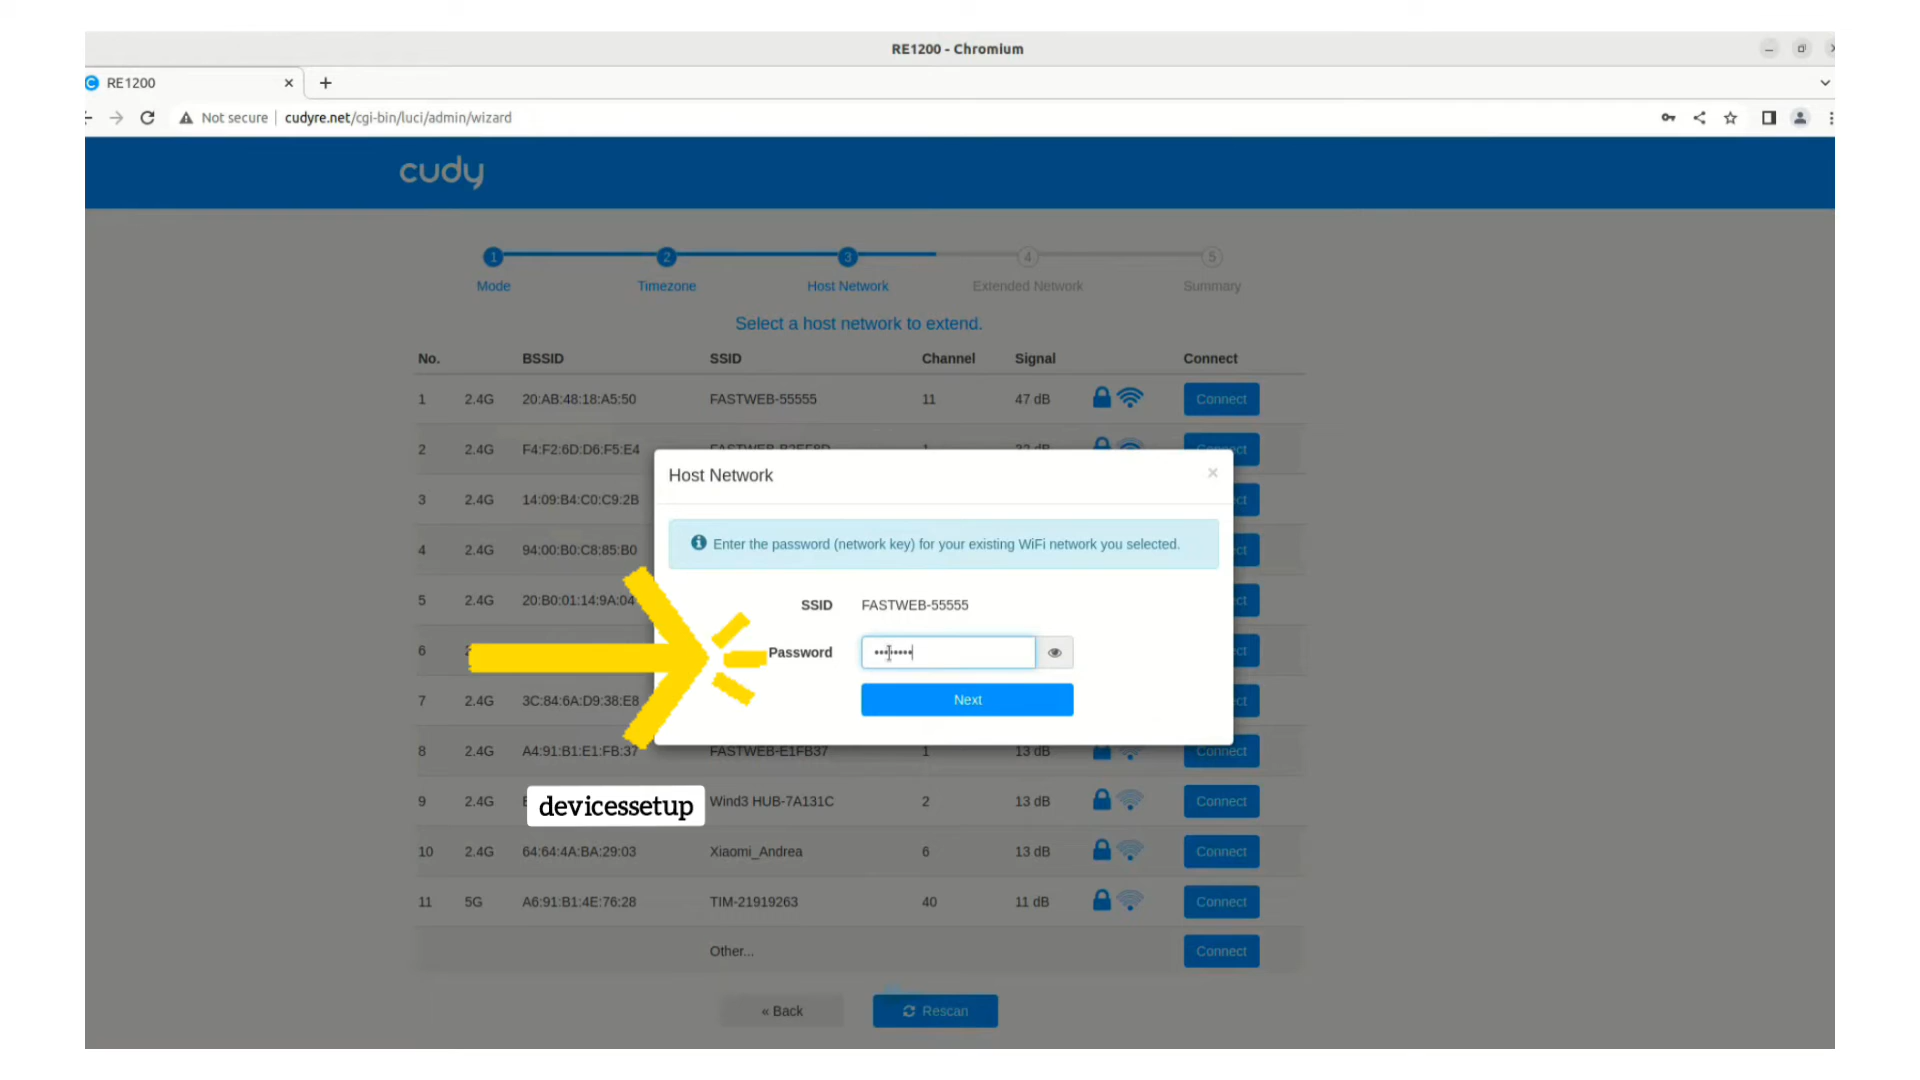 RE1200 - Chromium
RE1200
Not secure cudyre.net/cgi-bin/luci/admin/wizard
cudy
1 2 3 4 5
Mode Timezone Host Network Extended Network Summary
Select a host network to extend.
No. BSSID SSID Channel Signal Connect
1 2.4G 20:AB:48:18:A5:50 FASTWEB-55555 11 47 dB Connect
2 2.4G F4:F2:6D:D6:F5:E4
3 2.4G 14:09:B4:C0:C9:2B
4 2.4G 94:00:B0:C8:85:B0
5 2.4G 20:B0:01:14:9A:04
6
7 2.4G 3C:84:6A:D9:38:E8
8 2.4G A4:91:B1:E1:FB:37 FASTWEB-E1FB37 1 13 dB Connect
9 2.4G Wind3 HUB-7A131C 2 13 dB Connect
10 2.4G 64:64:4A:BA:29:03 Xiaomi_Andrea 6 13 dB Connect
11 5G A6:91:B1:4E:76:28 TIM-21919263 40 11 dB Connect
Other... Connect
« Back Rescan
Host Network
Enter the password (network key) for your existing WiFi network you selected.
SSID FASTWEB-55555
Password
Next
devicessetup